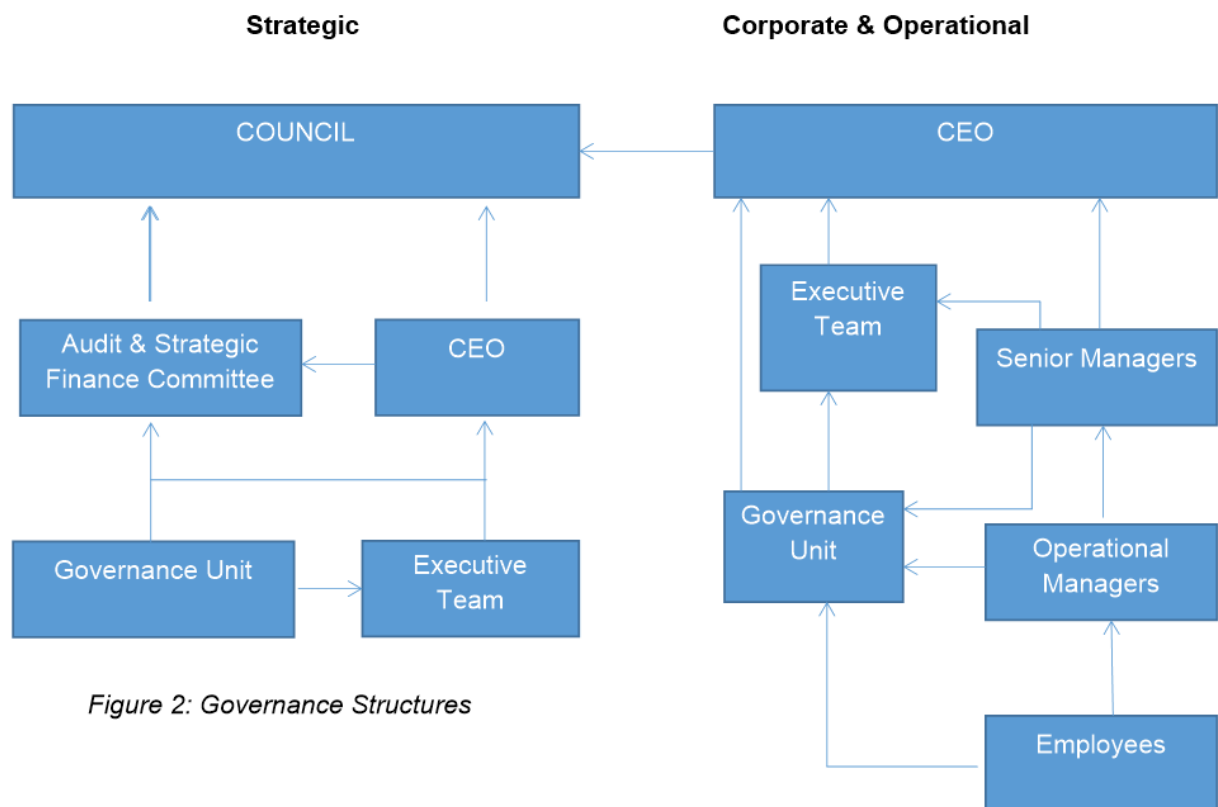 Strategic
Corporate & Operational
COUNCIL
CEO
Audit & Strategic
Finance Committee
CEO
Governance Unit
Executive
Team
Executive
Team
Senior Managers
Governance
Unit
Operational
Managers
Employees
Figure 2: Governance Structures